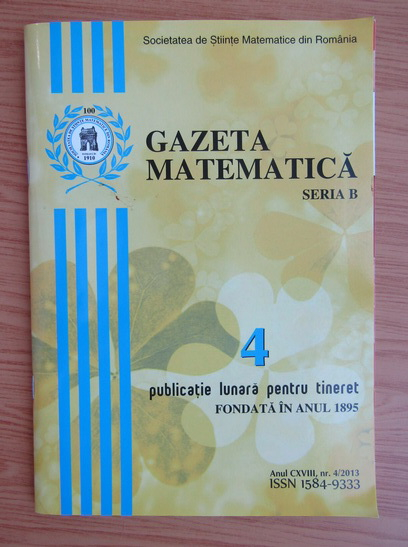 Societatea de Științe Matematice din România
100
1910
GAZETA
MATEMATICĂ
SERIA B
4
publicație lunară pentru tineret
FONDATĂ ÎN ANUL 1895
Anul CXVIII, nr. 4/2013
ISSN 1584-9333